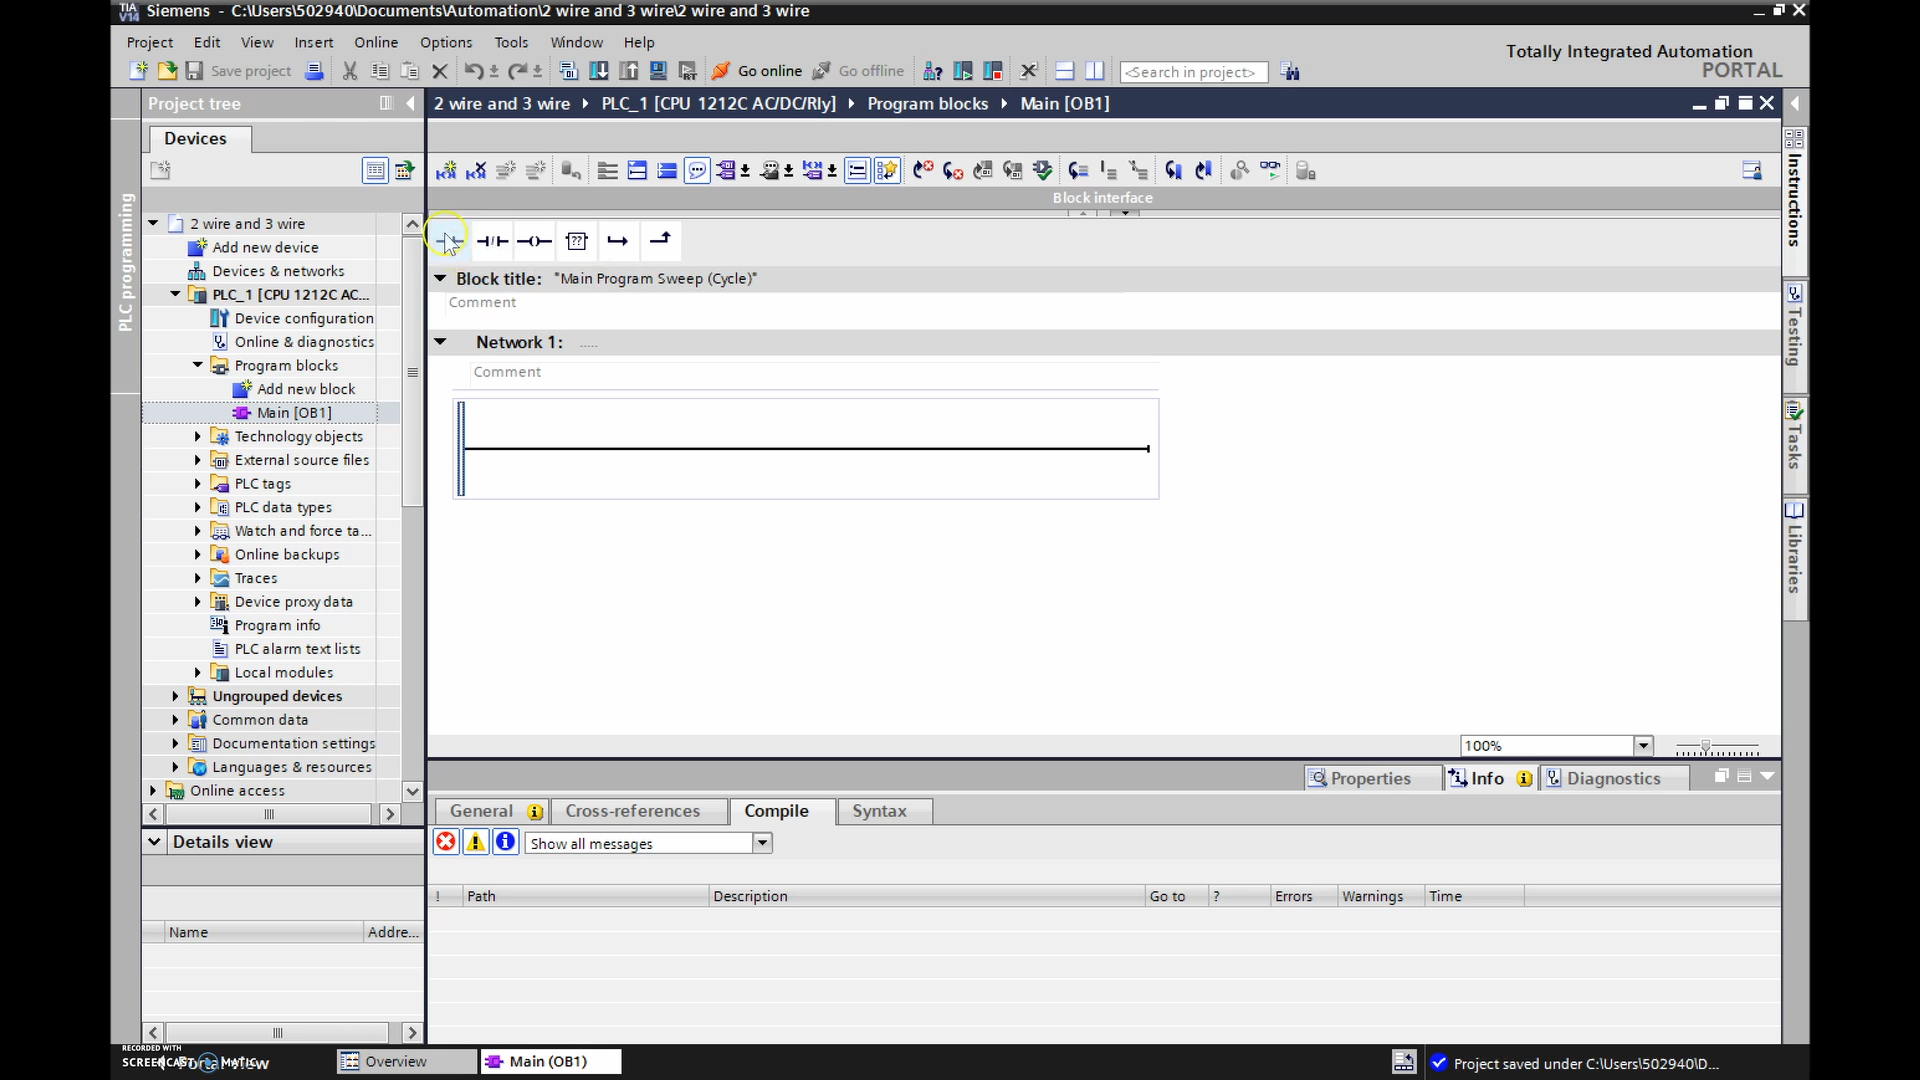 TIA V14 Siemens - C:\Users\502940\Documents\Automation\2 wire and 3 wire\2 wire and 3 wire
Project Edit View Insert Online Options Tools Window Help
Totally Integrated Automation
PORTAL
Save project Go online Go offline <Search in project>
Project tree
2 wire and 3 wire PLC_1 [CPU 1212C AC/DC/Rly] Program blocks Main [OB1]
Devices
PLC programming
Block interface
2 wire and 3 wire
Add new device
Devices & networks
PLC_1 [CPU 1212C AC...
Device configuration
Online & diagnostics
Program blocks
Add new block
Main [OB1]
Technology objects
External source files
PLC tags
PLC data types
Watch and force ta...
Online backups
Traces
Device proxy data
Program info
PLC alarm text lists
Local modules
Ungrouped devices
Common data
Documentation settings
Languages & resources
Online access
??
Block title: "Main Program Sweep (Cycle)"
Comment
Network 1: .....
Comment
100%
Instructions
Testing
Tasks
Libraries
Properties Info Diagnostics
General Cross-references Compile Syntax
Show all messages
! Path Description Go to ? Errors Warnings Time
Details view
Name Addre...
RECORDED WITH
SCREENCAST MATIC
Portal view
Overview Main (OB1)
Project saved under C:\Users\502940\D...